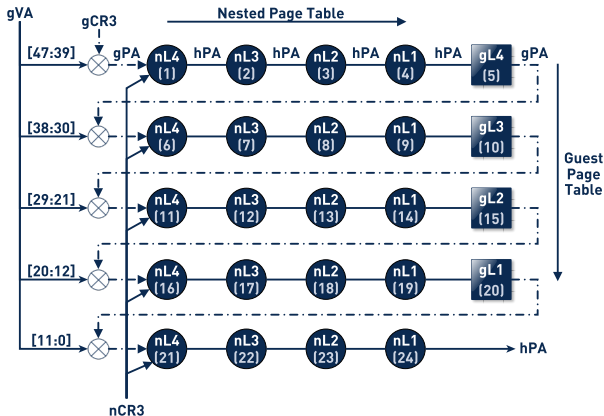 gVA
gCR3
Nested Page Table
[47:39]
gPA
nL4
(1)
hPA
nL3
(2)
hPA
nL2
(3)
hPA
nL1
(4)
hPA
gL4
(5)
gPA
[38:30]
nL4
(6)
nL3
(7)
nL2
(8)
nL1
(9)
gL3
(10)
Guest
Page
Table
[29:21]
nL4
(11)
nL3
(12)
nL2
(13)
nL1
(14)
gL2
(15)
[20:12]
nL4
(16)
nL3
(17)
nL2
(18)
nL1
(19)
gL1
(20)
[11:0]
nL4
(21)
nL3
(22)
nL2
(23)
nL1
(24)
hPA
nCR3